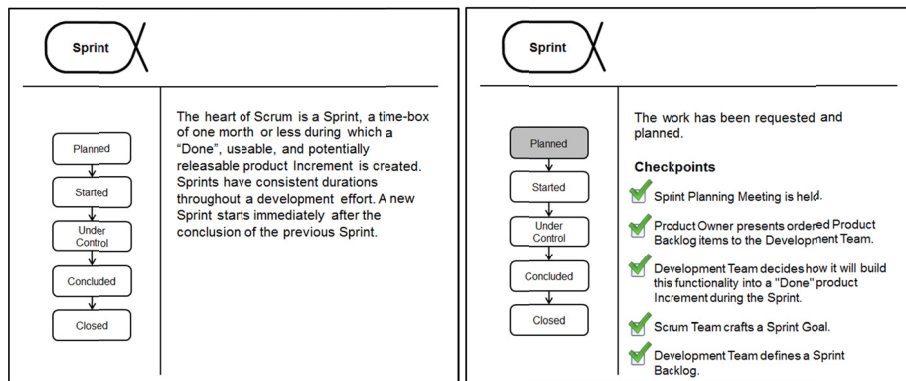 Sprint
Planned
Started
Under
Control
Concluded
Closed
The heart of Scrum is a Sprint, a time-box
of one month or less during which a
“Done”, useable, and potentially
releasable product Increment is created.
Sprints have consistent durations
throughout a development effort. A new
Sprint stars immediately after the
conclusion of the previous Sprint.
Sprint
Planned
Started
Under
Control
Concluded
Closed
The work has been requested and
planned.
Checkpoints
Sprint Planning Meeting is held.
Product Owner presents ordered Product
Backlog items to the Development Team.
Development Team decides how it will build
this functionality into a "Done" product
Increment during the Sprint.
Scrum Team crafts a Sprint Goal.
Development Team defines a Sprint
Backlog.